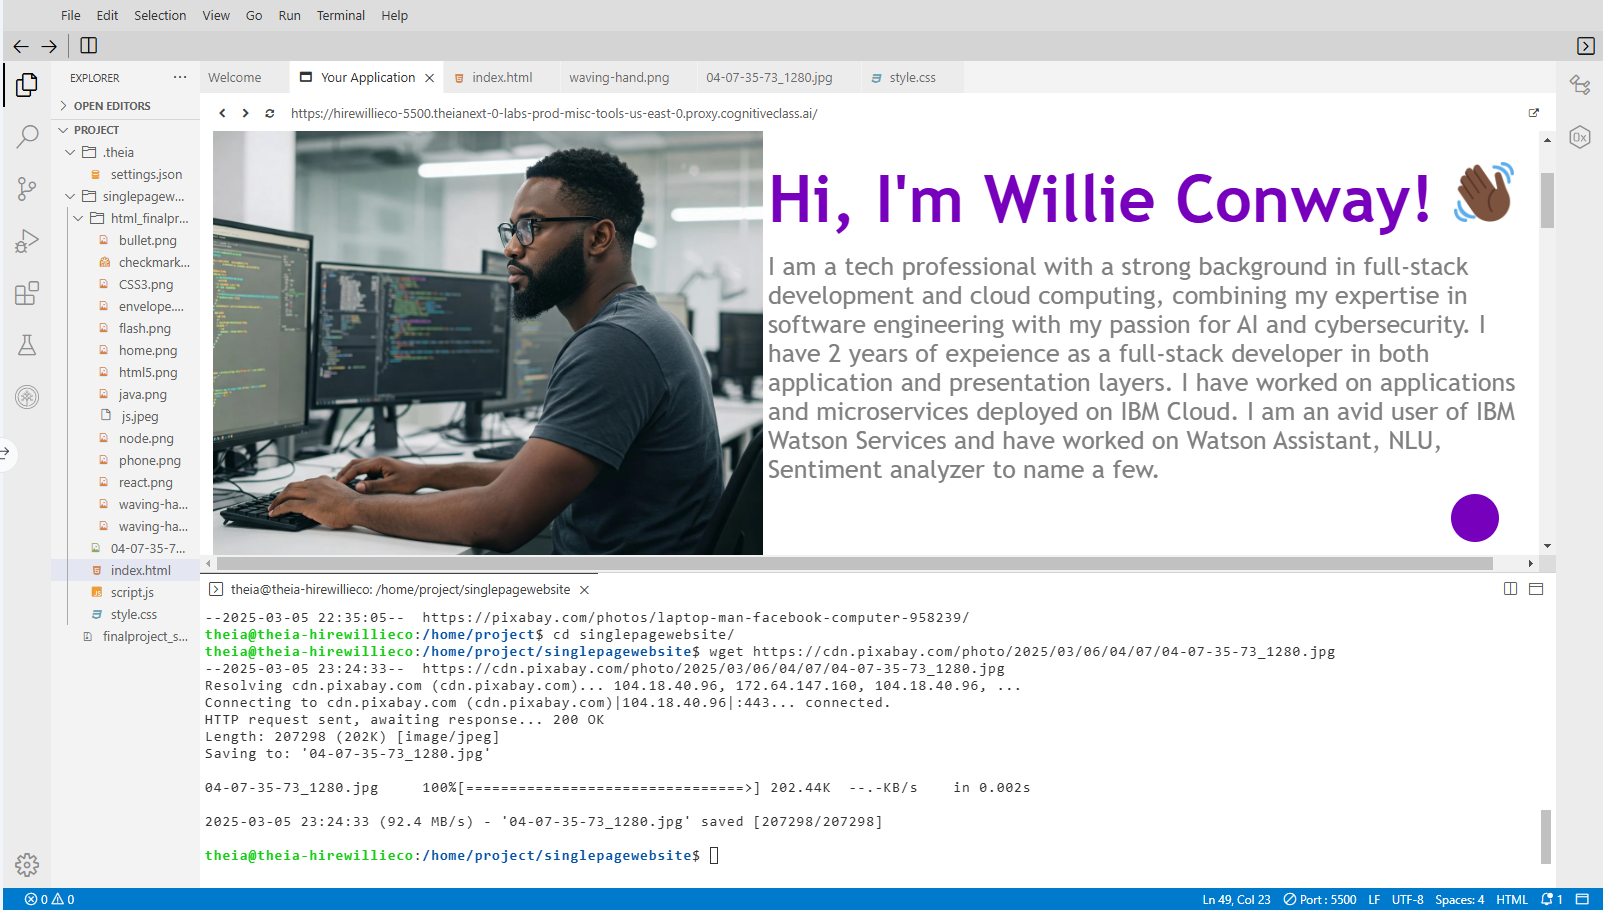 File Edit Selection View Go Run Terminal Help
EXPLORER ...
Welcome Your Application index.html waving-hand.png 04-07-35-73_1280.jpg style.css
OPEN EDITORS
PROJECT
.theia
settings.json
singlepagew...
html_finalpr...
bullet.png
checkmark...
CSS3.png
envelope....
flash.png
home.png
html5.png
java.png
js.jpeg
node.png
phone.png
react.png
waving-ha...
waving-ha...
04-07-35-7...
index.html
script.js
style.css
finalproject_s...
https://hirewillieco-5500.theianext-0-labs-prod-misc-tools-us-east-0.proxy.cognitiveclass.ai/
Hi, I'm Willie Conway!
I am a tech professional with a strong background in full-stack
development and cloud computing, combining my expertise in
software engineering with my passion for AI and cybersecurity. I
have 2 years of expeience as a full-stack developer in both
application and presentation layers. I have worked on applications
and microservices deployed on IBM Cloud. I am an avid user of IBM
Watson Services and have worked on Watson Assistant, NLU,
Sentiment analyzer to name a few.
0x
theia@theia-hirewillieco: /home/project/singlepagewebsite
--2025-03-05 22:35:05-- https://pixabay.com/photos/laptop-man-facebook-computer-958239/
theia@theia-hirewillieco:/home/project$ cd singlepagewebsite/
theia@theia-hirewillieco:/home/project/singlepagewebsite$ wget https://cdn.pixabay.com/photo/2025/03/06/04/07/04-07-35-73_1280.jpg
--2025-03-05 23:24:33-- https://cdn.pixabay.com/photo/2025/03/06/04/07/04-07-35-73_1280.jpg
Resolving cdn.pixabay.com (cdn.pixabay.com)... 104.18.40.96, 172.64.147.160, 104.18.40.96, ...
Connecting to cdn.pixabay.com (cdn.pixabay.com)|104.18.40.96|:443... connected.
HTTP request sent, awaiting response... 200 OK
Length: 207298 (202K) [image/jpeg]
Saving to: '04-07-35-73_1280.jpg'
04-07-35-73_1280.jpg 100%[================================>] 202.44K --.-KB/s in 0.002s
2025-03-05 23:24:33 (92.4 MB/s) - '04-07-35-73_1280.jpg' saved [207298/207298]
theia@theia-hirewillieco:/home/project/singlepagewebsite$
0 0 Ln 49, Col 23 Port : 5500 LF UTF-8 Spaces: 4 HTML 1